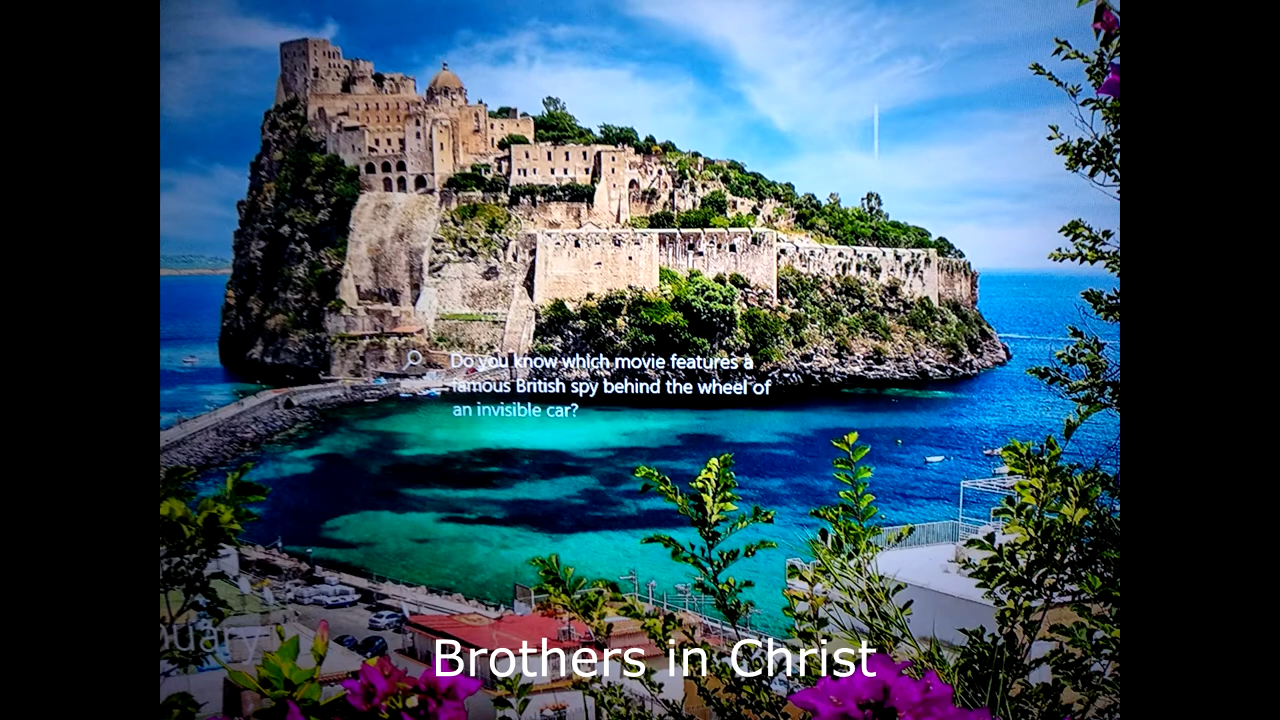 Do you know which movie features a
famous British spy behind the wheel of
an invisible car?
Brothers in Christ